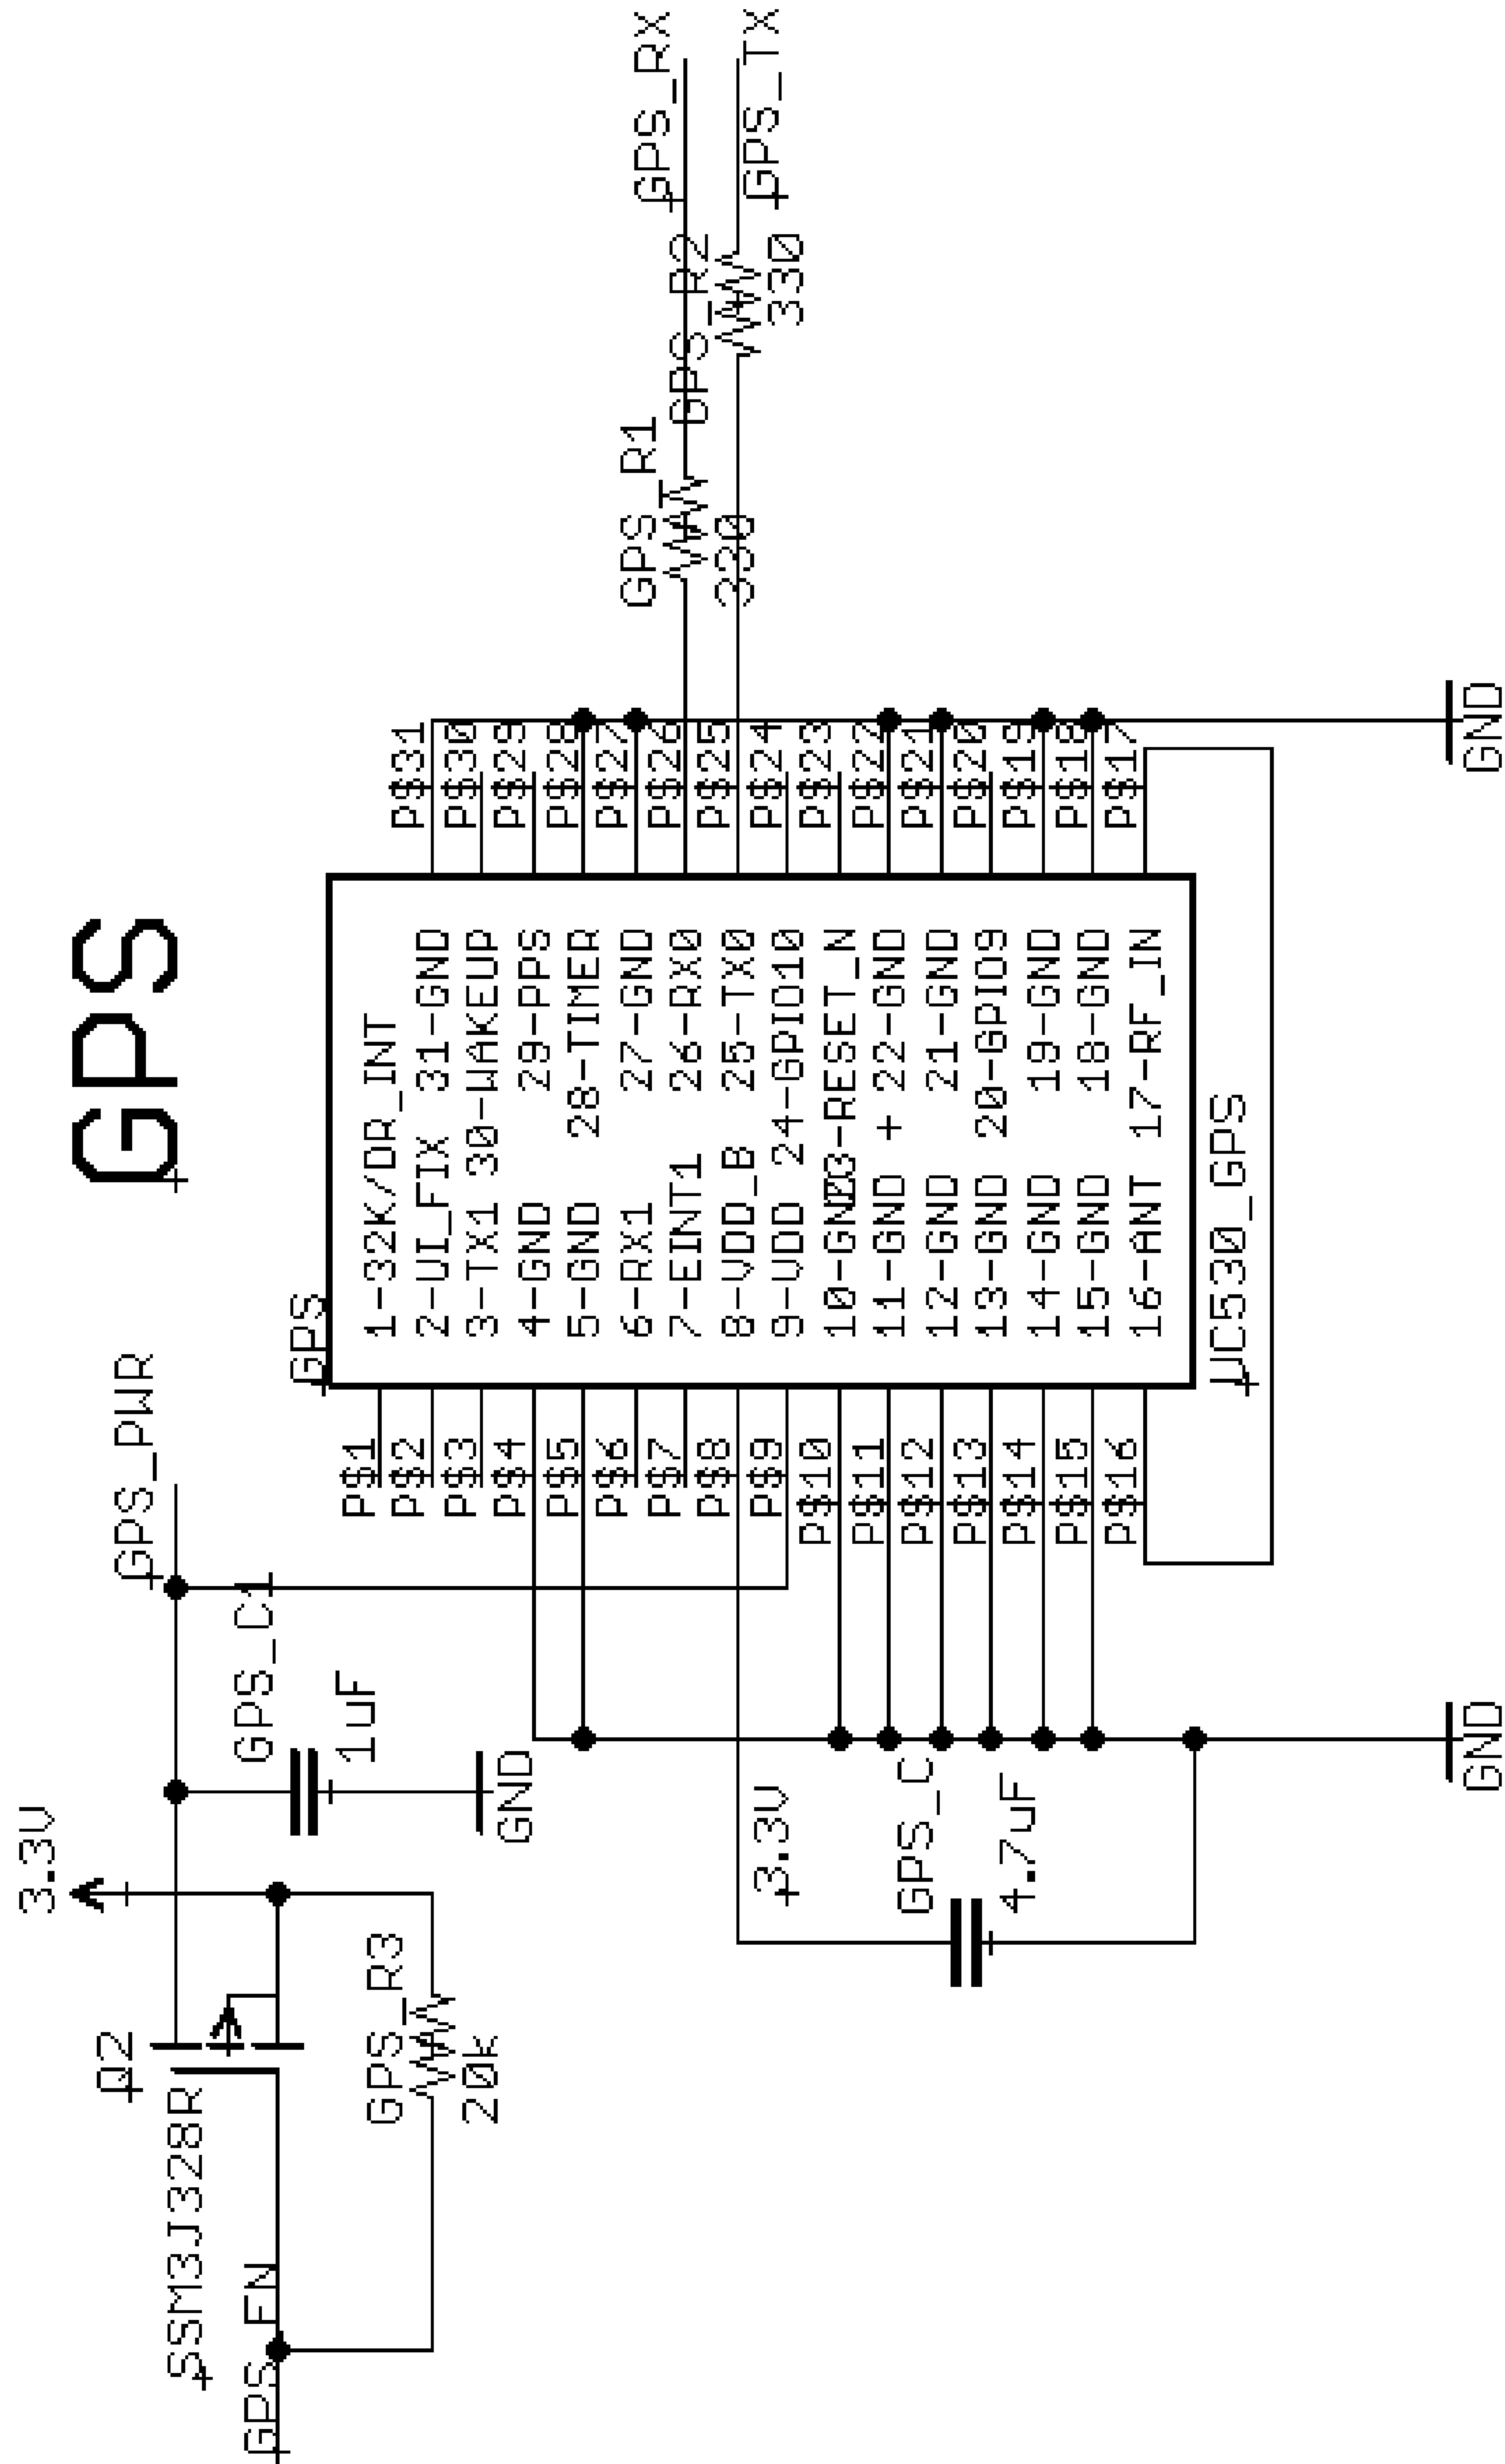 GPS
3.3V
GPS_PWR
Q2
SSM3J328R
GPS_EN
GPS_R3
20k
GPS_C1
1uF
GND
3.3V
GPS_C
4.7uF
GND
GPS
P$1
P$2
P$3
P$4
P$5
P$6
P$7
P$8
P$9
P$10
P$11
P$12
P$13
P$14
P$15
P$16
1-32K/DR_INT
2-UI_FIX 31-GND
3-TX1 30-WAKEUP
4-GND 29-PPS
5-GND 28-TIMER
6-RX1 27-GND
7-EINT1 26-RX0
8-VDD_B 25-TX0
9-VDD 24-GPIO10
10-GND 23-RESET_N
11-GND 22-GND
12-GND 21-GND
13-GND 20-GPIO9
14-GND 19-GND
15-GND 18-GND
16-ANT 17-RF_IN
UC530_GPS
P$31
P$30
P$29
P$28
P$27
P$26
P$25
P$24
P$23
P$22
P$21
P$20
P$19
P$18
P$17
GPS_R1
330
GPS_R2
330
GPS_RX
GPS_TX
GND